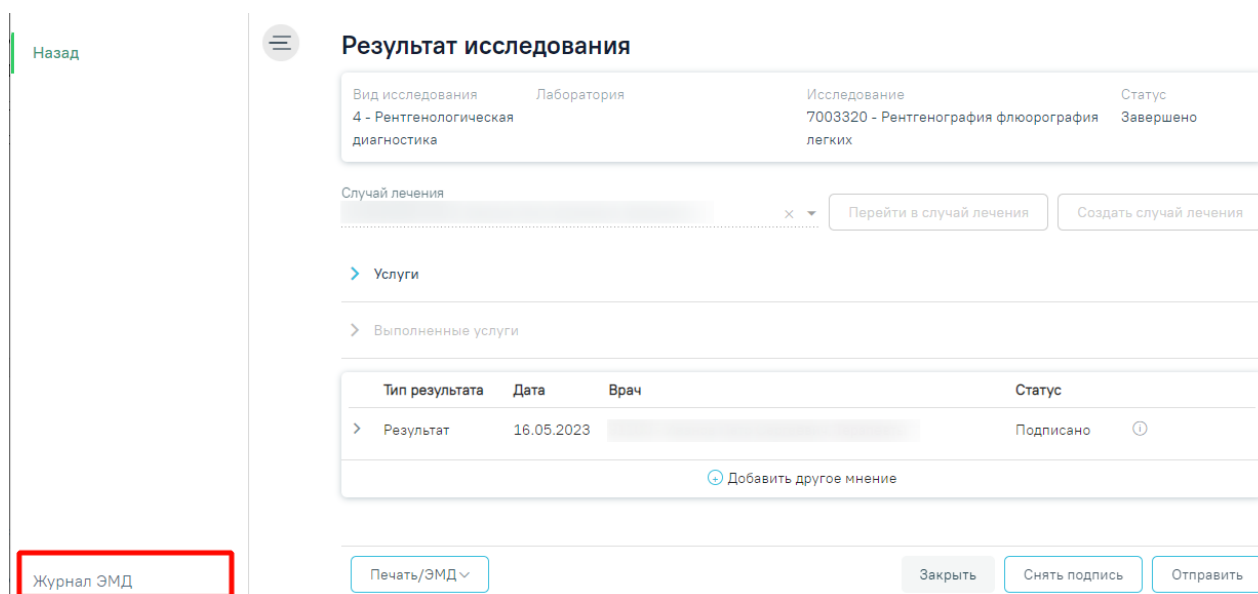 Назад
Результат исследования
Вид исследования Лаборатория Исследование Статус
4 - Рентгенологическая 7003320 - Рентгенография флюорография Завершено
диагностика легких
Случай лечения
Перейти в случай лечения Создать случай лечения
Услуги
Выполненные услуги
Тип результата Дата Врач Статус
Результат 16.05.2023 Подписано
Добавить другое мнение
Журнал ЭМД Печать/ЭМД Закрыть Снять подпись Отправить